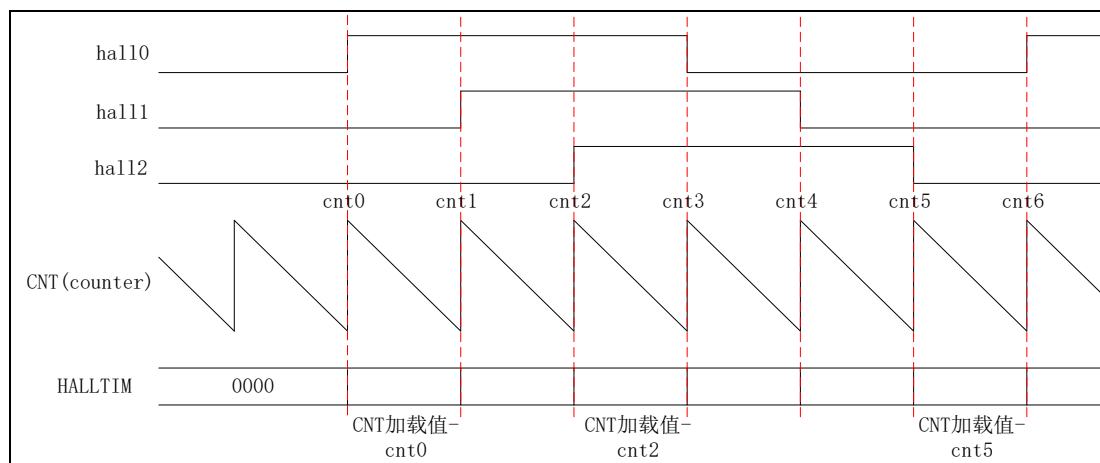 hall0
hall1
hall2
cnt0 cnt1 cnt2 cnt3 cnt4 cnt5 cnt6
CNT(counter)
HALLTIM 0000
CNT加载值- CNT加载值- CNT加载值-
cnt0 cnt2 cnt5